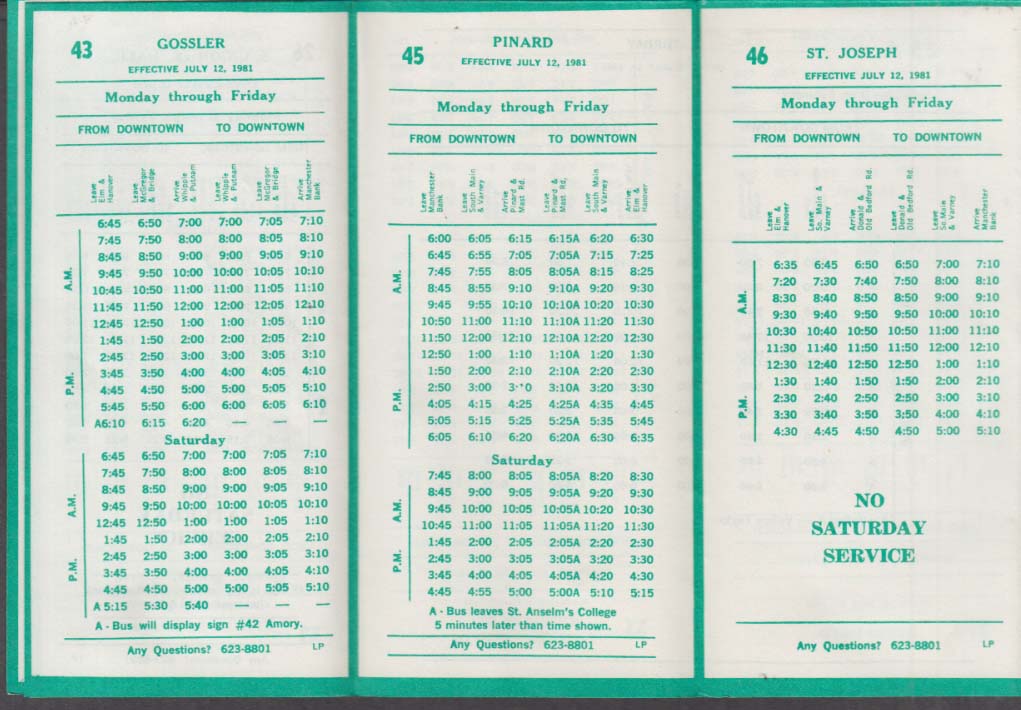 43 GOSSLER
EFFECTIVE JULY 12, 1981
Monday through Friday
FROM DOWNTOWN TO DOWNTOWN
Leave Elm & Hanover
Leave McGregor & Bridge
Arrive Whipple & Putnam
Leave Whipple & Putnam
Leave McGregor & Bridge
Arrive Manchester Bank
6:45 6:50 7:00 7:00 7:05 7:10
7:45 7:50 8:00 8:00 8:05 8:10
8:45 8:50 9:00 9:00 9:05 9:10
A.M.
9:45 9:50 10:00 10:00 10:05 10:10
10:45 10:50 11:00 11:00 11:05 11:10
11:45 11:50 12:00 12:00 12:05 12:10
12:45 12:50 1:00 1:00 1:05 1:10
1:45 1:50 2:00 2:00 2:05 2:10
2:45 2:50 3:00 3:00 3:05 3:10
3:45 3:50 4:00 4:00 4:05 4:10
P.M.
4:45 4:50 5:00 5:00 5:05 5:10
5:45 5:50 6:00 6:00 6:05 6:10
A6:10 6:15 6:20 — — —
Saturday
6:45 6:50 7:00 7:00 7:05 7:10
7:45 7:50 8:00 8:00 8:05 8:10
8:45 8:50 9:00 9:00 9:05 9:10
A.M.
9:45 9:50 10:00 10:00 10:05 10:10
12:45 12:50 1:00 1:00 1:05 1:10
1:45 1:50 2:00 2:00 2:05 2:10
2:45 2:50 3:00 3:00 3:05 3:10
P.M.
3:45 3:50 4:00 4:00 4:05 4:10
4:45 4:50 5:00 5:00 5:05 5:10
A 5:15 5:30 5:40 — — —
A - Bus will display sign #42 Amory.
Any Questions? 623-8801 LP
45 PINARD
EFFECTIVE JULY 12, 1981
Monday through Friday
FROM DOWNTOWN TO DOWNTOWN
Leave Manchester Bank
Leave South Main & Varney
Arrive Pinard & Mast Rd.
Leave Pinard & Mast Rd.
Leave South Main & Varney
Arrive Elm & Hanover
6:00 6:05 6:15 6:15A 6:20 6:30
6:45 6:55 7:05 7:05A 7:15 7:25
7:45 7:55 8:05 8:05A 8:15 8:25
A.M.
8:45 8:55 9:10 9:10A 9:20 9:30
9:45 9:55 10:10 10:10A 10:20 10:30
10:50 11:00 11:10 11:10A 11:20 11:30
11:50 12:00 12:10 12:10A 12:20 12:30
12:50 1:00 1:10 1:10A 1:20 1:30
1:50 2:00 2:10 2:10A 2:20 2:30
2:50 3:00 3:10 3:10A 3:20 3:30
P.M.
4:05 4:15 4:25 4:25A 4:35 4:45
5:05 5:15 5:25 5:25A 5:35 5:45
6:05 6:10 6:20 6:20A 6:30 6:35
Saturday
7:45 8:00 8:05 8:05A 8:20 8:30
8:45 9:00 9:05 9:05A 9:20 9:30
A.M.
9:45 10:00 10:05 10:05A 10:20 10:30
10:45 11:00 11:05 11:05A 11:20 11:30
1:45 2:00 2:05 2:05A 2:20 2:30
P.M.
2:45 3:00 3:05 3:05A 3:20 3:30
3:45 4:00 4:05 4:05A 4:20 4:30
4:45 4:55 5:00 5:00A 5:10 5:15
A - Bus leaves St. Anselm's College
5 minutes later than time shown.
Any Questions? 623-8801 LP
46 ST. JOSEPH
EFFECTIVE JULY 12, 1981
Monday through Friday
FROM DOWNTOWN TO DOWNTOWN
Leave Elm & Hanover
Leave So. Main & Varney
Arrive Donald & Old Bedford Rd.
Leave Donald & Old Bedford Rd.
Leave So. Main & Varney
Arrive Manchester Bank
6:35 6:45 6:50 6:50 7:00 7:10
7:20 7:30 7:40 7:50 8:00 8:10
A.M.
8:30 8:40 8:50 8:50 9:00 9:10
9:30 9:40 9:50 9:50 10:00 10:10
10:30 10:40 10:50 10:50 11:00 11:10
11:30 11:40 11:50 11:50 12:00 12:10
12:30 12:40 12:50 12:50 1:00 1:10
1:30 1:40 1:50 1:50 2:00 2:10
P.M.
2:30 2:40 2:50 2:50 3:00 3:10
3:30 3:40 3:50 3:50 4:00 4:10
4:30 4:45 4:50 4:50 5:00 5:10
NO
SATURDAY
SERVICE
Any Questions? 623-8801 LP